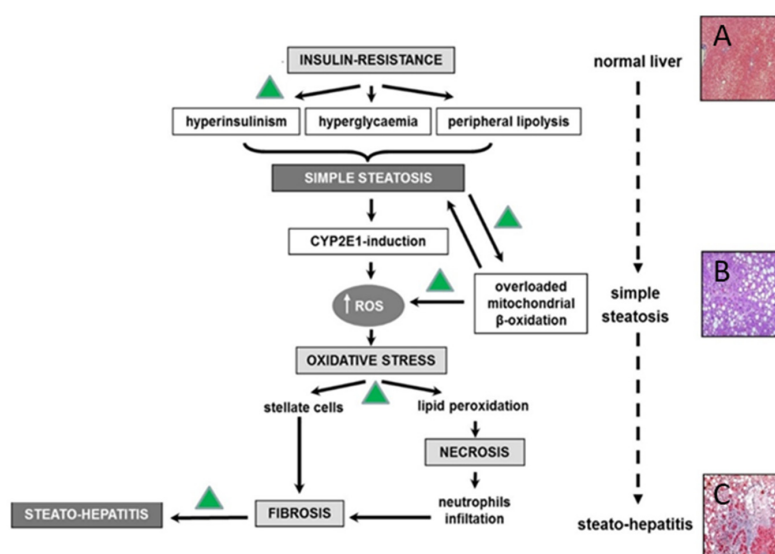 A
INSULIN-RESISTANCE
normal liver
hyperinsulinism
hyperglycaemia
peripheral lipolysis
SIMPLE STEATOSIS
CYP2E1-induction
B
overloaded
mitochondrial
β-oxidation
simple
steatosis
↑ ROS
OXIDATIVE STRESS
stellate cells
lipid peroxidation
NECROSIS
C
neutrophils
infiltation
STEATO-HEPATITIS
FIBROSIS
steato-hepatitis